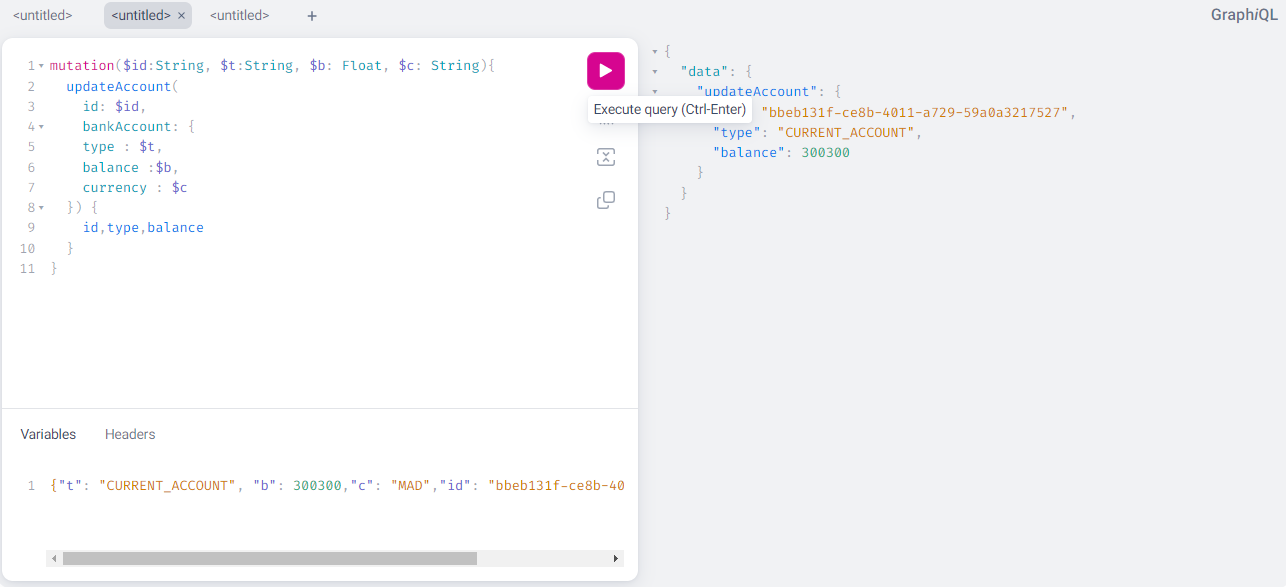 <untitled> <untitled> × <untitled> + GraphiQL
1 mutation($id:String, $t:String, $b: Float, $c: String){
2 updateAccount(
3 id: $id,
4 bankAccount: {
5 type : $t,
6 balance :$b,
7 currency : $c
8 }) {
9 id,type,balance
10 }
11 }
Execute query (Ctrl-Enter)
Variables Headers
1 {"t": "CURRENT_ACCOUNT", "b": 300300,"c": "MAD","id": "bbeb131f-ce8b-40
{
"data": {
"updateAccount": {
"bbeb131f-ce8b-4011-a729-59a0a3217527",
"type": "CURRENT_ACCOUNT",
"balance": 300300
}
}
}